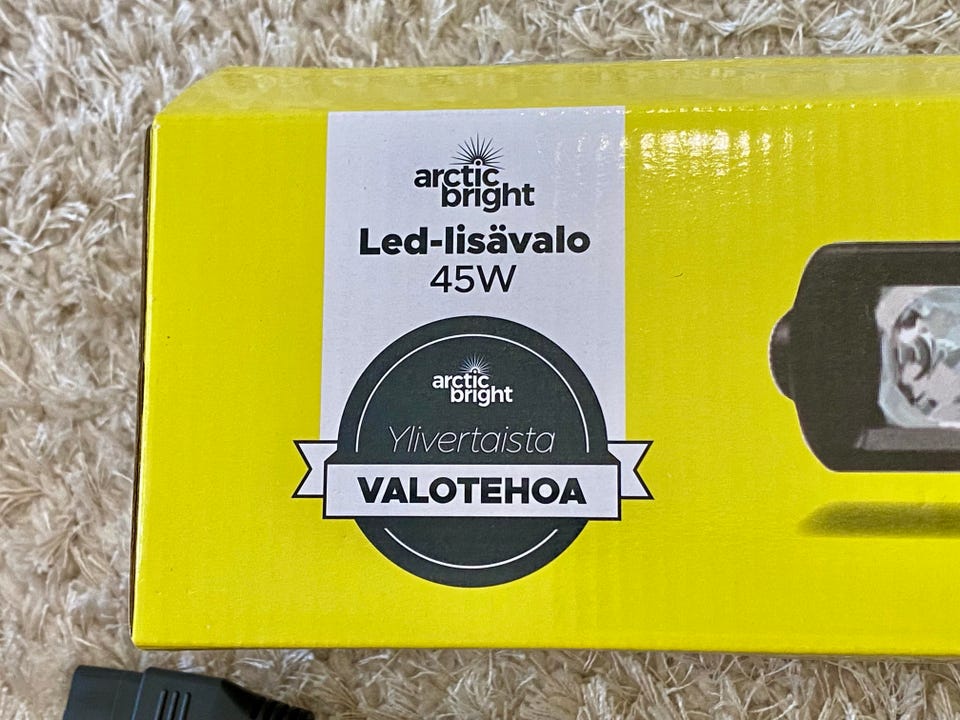 arctic
bright
Led-lisävalo
45W
arctic
bright
Ylivertaista
VALOTEHOA